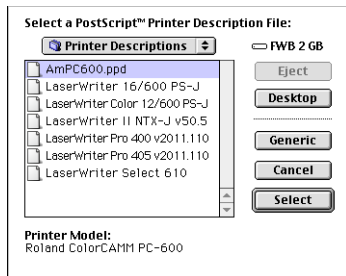 Select a PostScript™ Printer Description File:
Printer Descriptions
FWB 2 GB
AmPC600.ppd
LaserWriter 16/600 PS-J
LaserWriter Color 12/600 PS-J
LaserWriter II NTX-J v50.5
LaserWriter Pro 400 v2011.110
LaserWriter Pro 405 v2011.110
LaserWriter Select 610
Eject
Desktop
Generic
Cancel
Select
Printer Model:
Roland ColorCAMM PC-600